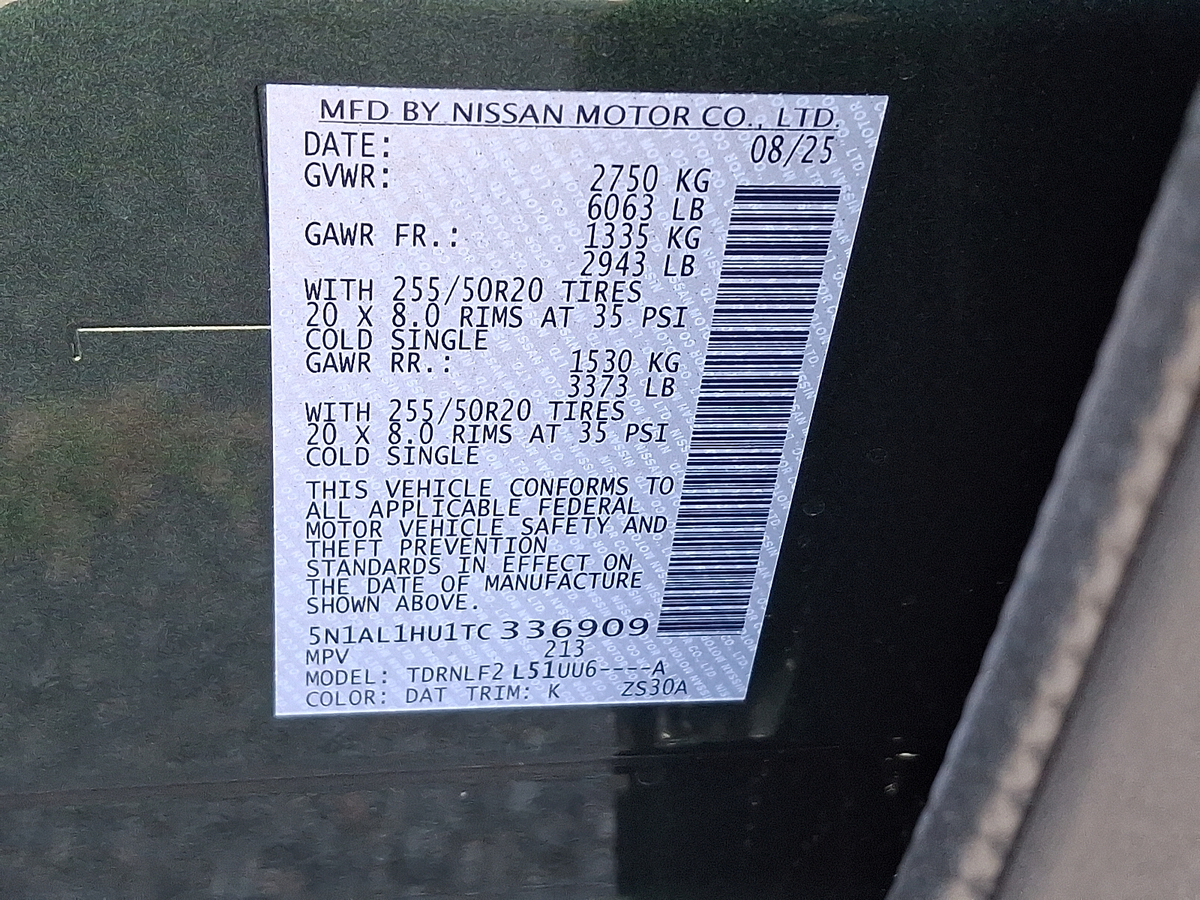 MFD BY NISSAN MOTOR CO., LTD.
DATE: 08/25
GVWR: 2750 KG
6063 LB
GAWR FR.: 1335 KG
2943 LB
WITH 255/50R20 TIRES
20 X 8.0 RIMS AT 35 PSI
COLD SINGLE
GAWR RR.: 1530 KG
3373 LB
WITH 255/50R20 TIRES
20 X 8.0 RIMS AT 35 PSI
COLD SINGLE
THIS VEHICLE CONFORMS TO
ALL APPLICABLE FEDERAL
MOTOR VEHICLE SAFETY AND
THEFT PREVENTION
STANDARDS IN EFFECT ON
THE DATE OF MANUFACTURE
SHOWN ABOVE.
5N1AL1HU1TC336909
MPV 213
MODEL: TDRNLF2 L51UU6----A
COLOR: DAT TRIM: K ZS30A